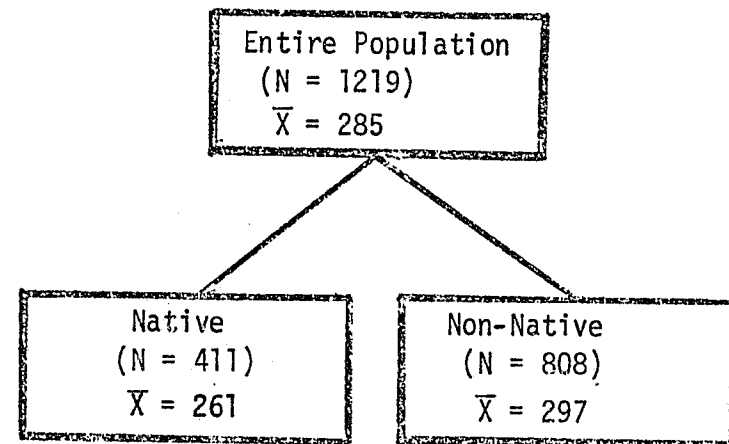 Entire Population
(N = 1219)
X̅ = 285
Native
(N = 411)
X̅ = 261
Non-Native
(N = 808)
X̅ = 297